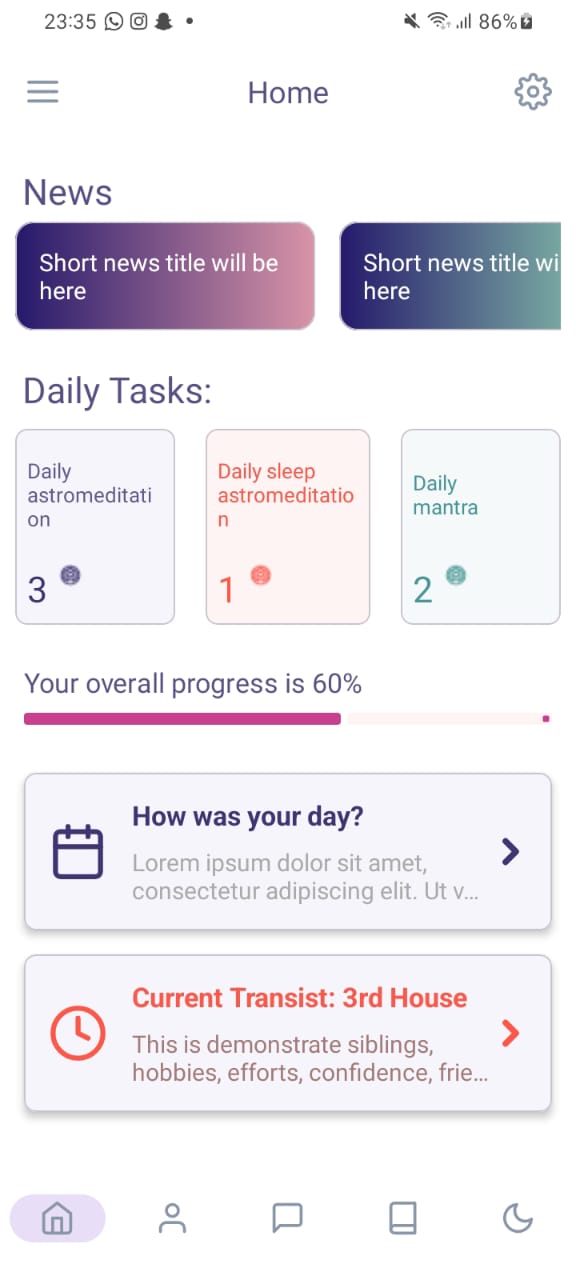 23:35 86%
Home
News
Short news title will be
here
Short news title wi
here
Daily Tasks:
Daily
astromeditati
on
3
Daily sleep
astromeditatio
n
1
Daily
mantra
2
Your overall progress is 60%
How was your day?
Lorem ipsum dolor sit amet,
consectetur adipiscing elit. Ut v...
Current Transist: 3rd House
This is demonstrate siblings,
hobbies, efforts, confidence, frie...